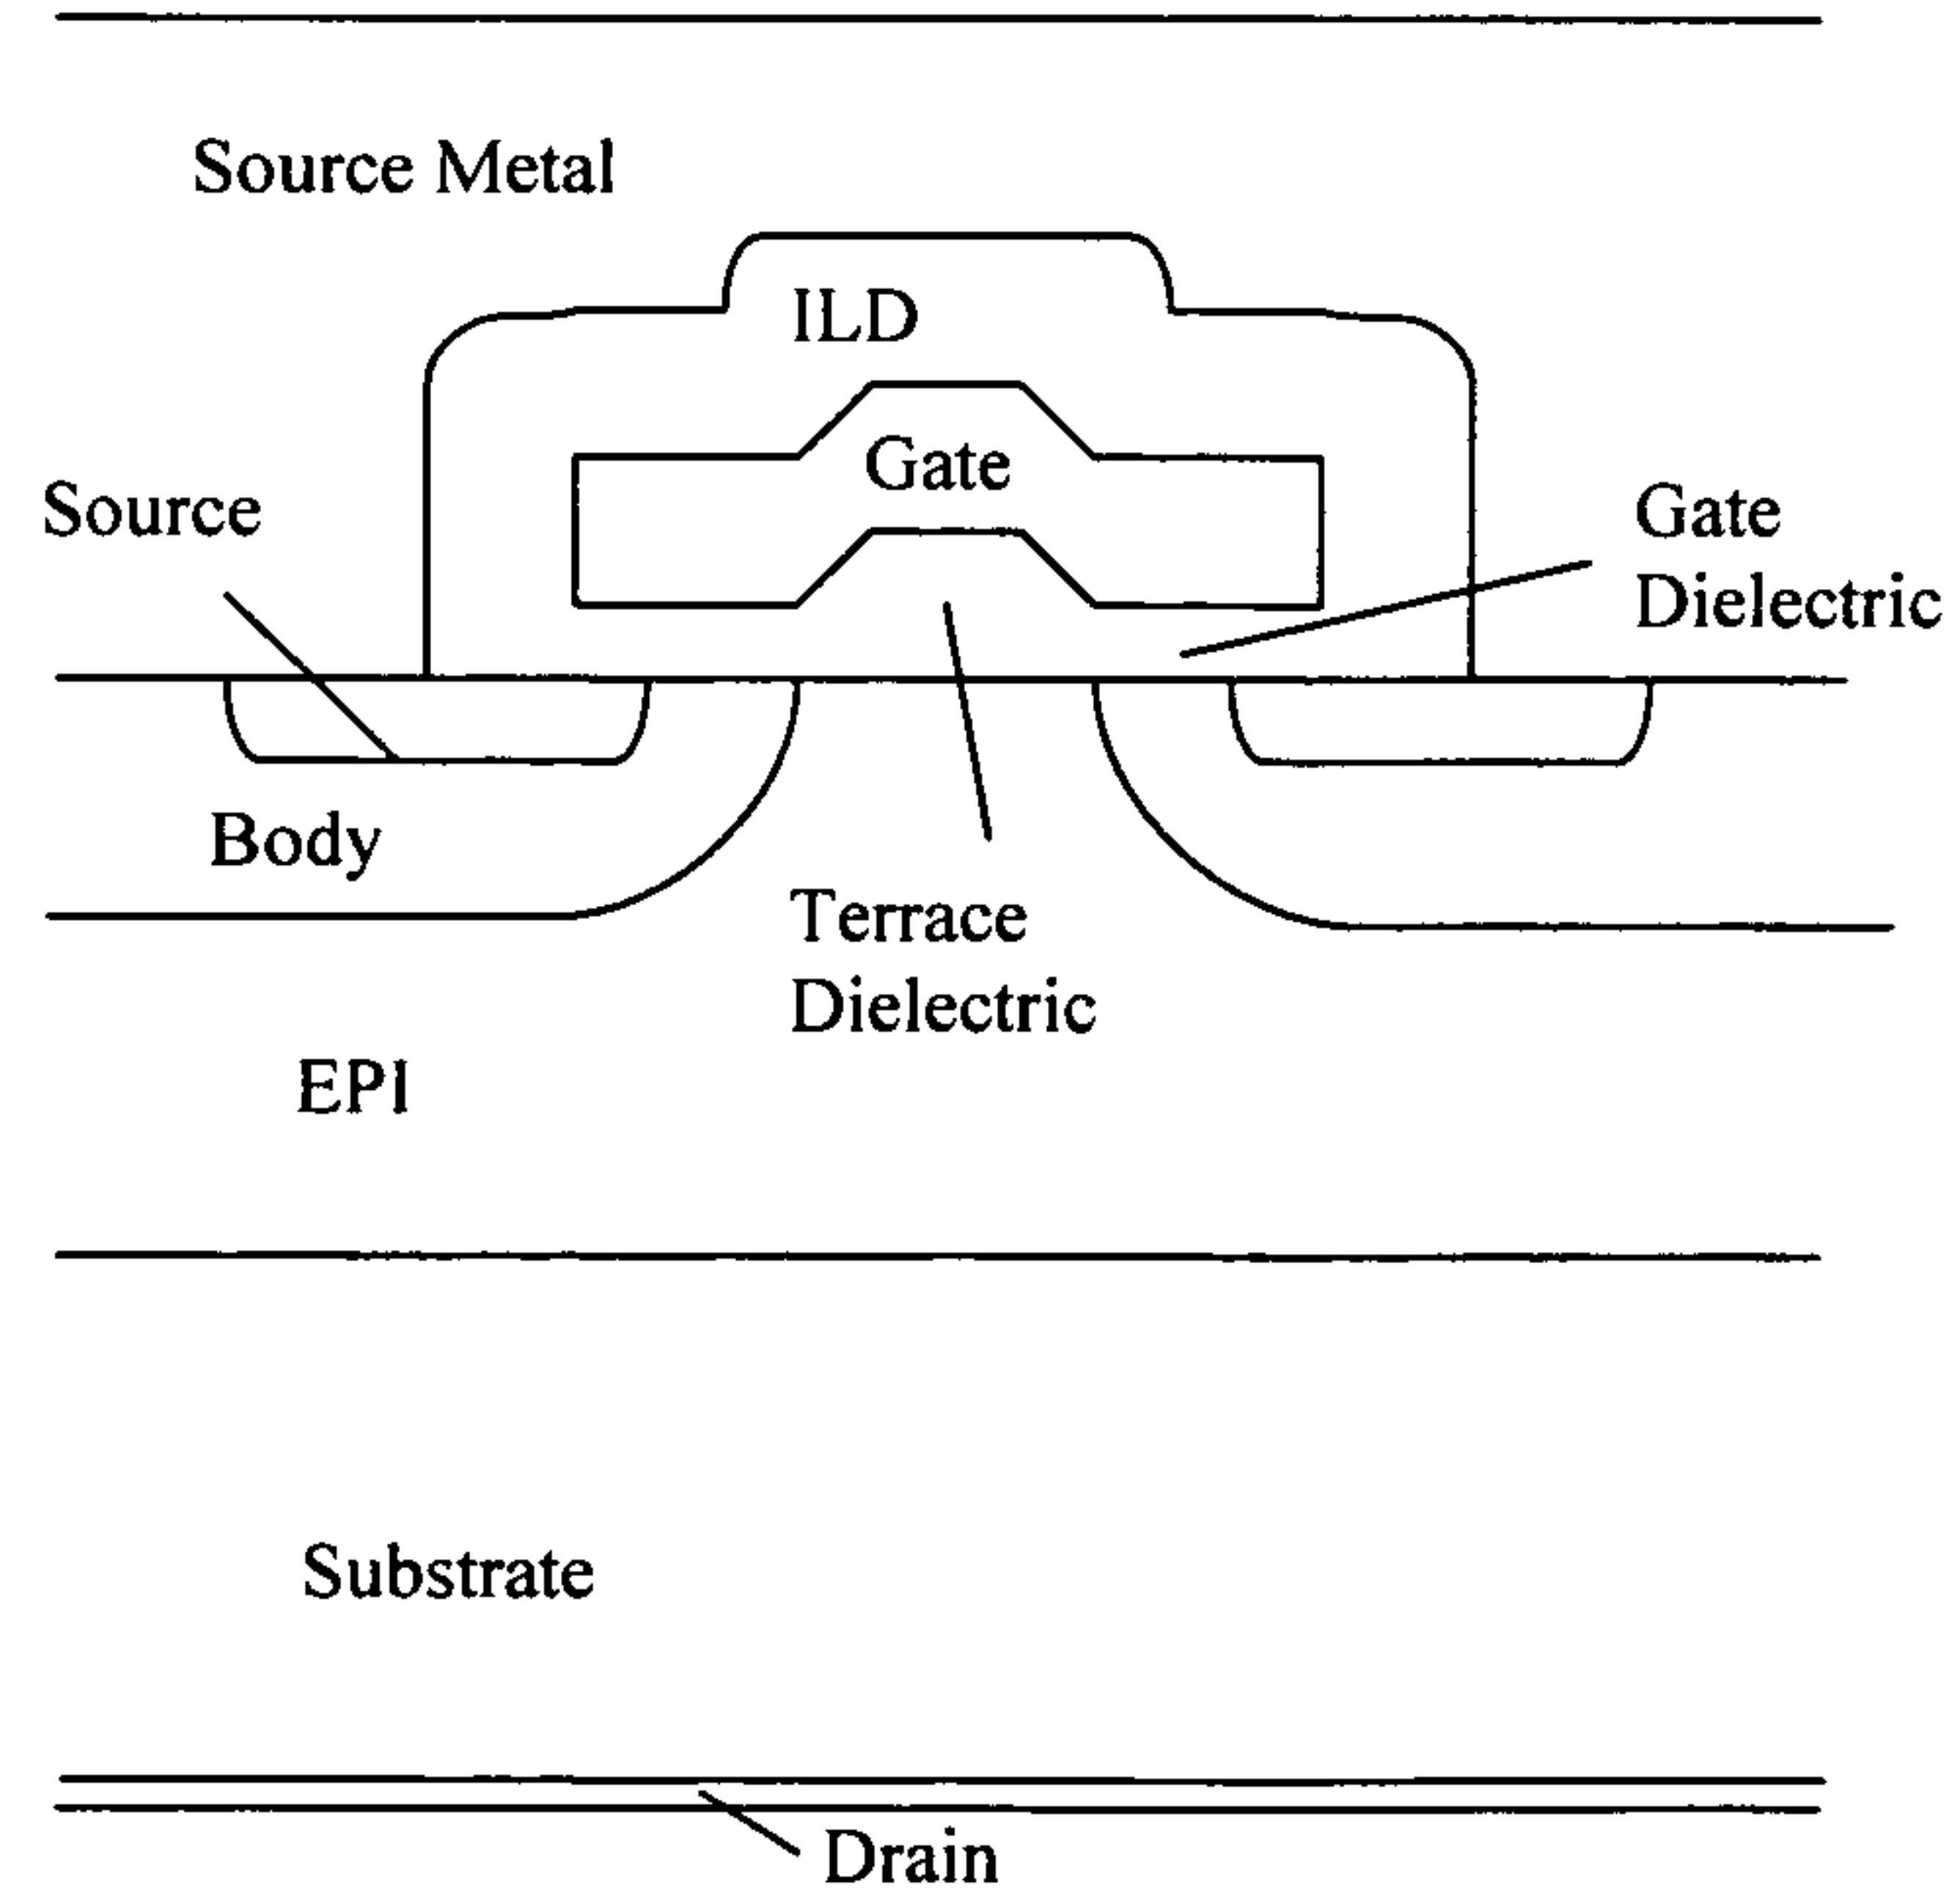 Source Metal
ILD
Gate
Source
Gate
Dielectric
Body
Terrace
Dielectric
EPI
Substrate
Drain